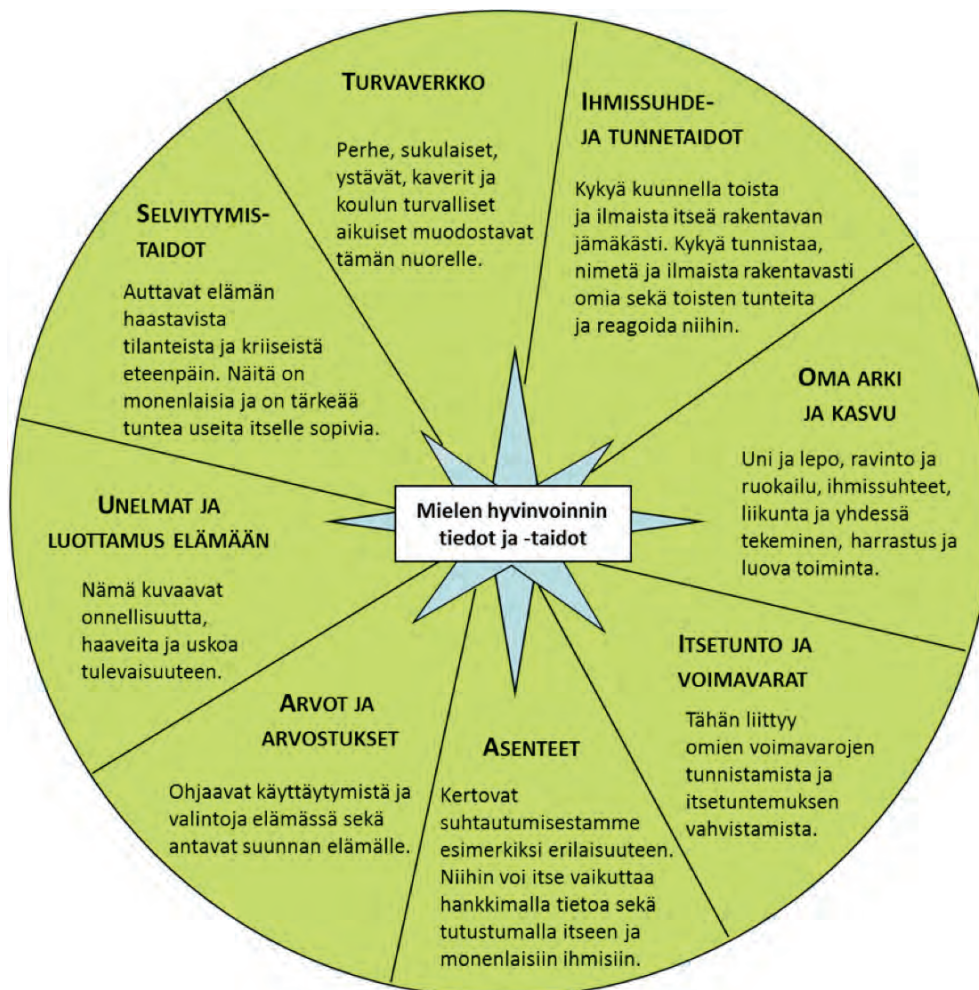 TURVAVERKKO
Perhe, sukulaiset,
ystävät, kaverit ja
koulun turvalliset
aikuiset muodostavat
tämän nuorelle.
IHMISSUHDE-
JA TUNNETAIDOT
Kykyä kuunnella toista
ja ilmaista itseä rakentavan
jämäkästi. Kykyä tunnistaa,
nimetä ja ilmaista rakentavasti
omia sekä toisten tunteita
ja reagoida niihin.
OMA ARKI
JA KASVU
Uni ja lepo, ravinto ja
ruokailu, ihmissuhteet,
liikunta ja yhdessä
tekeminen, harrastus ja
luova toiminta.
ITSETUNTO JA
VOIMAVARAT
Tähän liittyy
omien voimavarojen
tunnistamista ja
itsetuntemuksen
vahvistamista.
ASENTEET
Kertovat
suhtautumisestamme
esimerkiksi erilaisuuteen.
Niihin voi itse vaikuttaa
hankkimalla tietoa sekä
tutustumalla itseen ja
monenlaisiin ihmisiin.
ARVOT JA
ARVOSTUKSET
Ohjaavat käyttäytymistä ja
valintoja elämässä sekä
antavat suunnan elämälle.
UNELMAT JA
LUOTTAMUS ELÄMÄÄN
Nämä kuvaavat
onnellisuutta,
haaveita ja uskoa
tulevaisuuteen.
SELVIYTYMIS-
TAIDOT
Auttavat elämän
haastavista
tilanteista ja kriiseistä
eteenpäin. Näitä on
monenlaisia ja on tärkeää
tuntea useita itselle sopivia.
Mielen hyvinvoinnin
tiedot ja -taidot